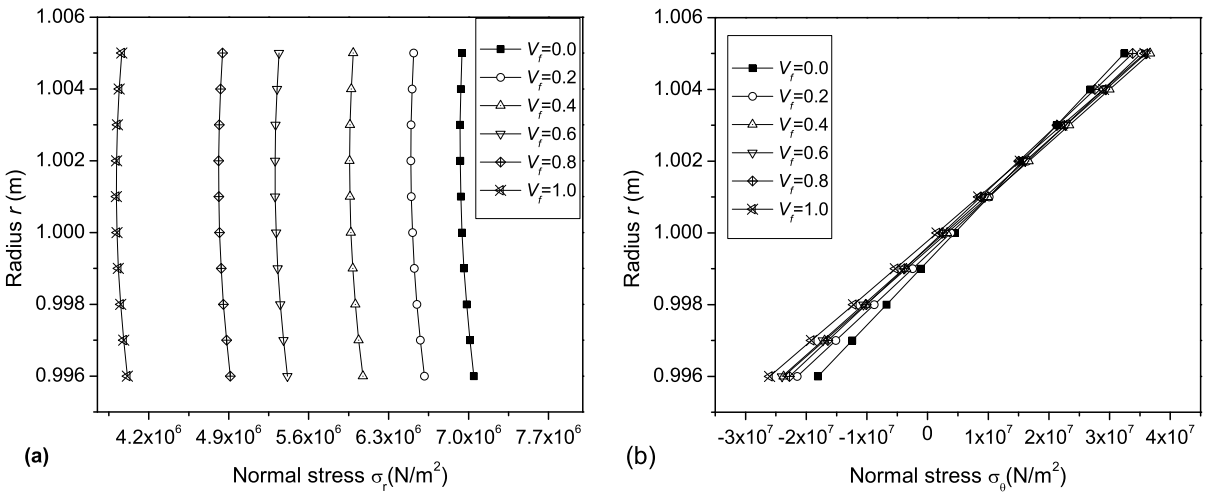 1.006
1.004
1.002
1.000
0.998
0.996
Radius r (m)
V_f=0.0
V_f=0.2
V_f=0.4
V_f=0.6
V_f=0.8
V_f=1.0
4.2x10^6 4.9x10^6 5.6x10^6 6.3x10^6 7.0x10^6 7.7x10^6
(a)
Normal stress σ_r(N/m^2)
1.006
1.004
1.002
1.000
0.998
0.996
Radius r (m)
V_f=0.0
V_f=0.2
V_f=0.4
V_f=0.6
V_f=0.8
V_f=1.0
-3x10^7 -2x10^7 -1x10^7 0 1x10^7 2x10^7 3x10^7 4x10^7
(b)
Normal stress σ_θ(N/m^2)